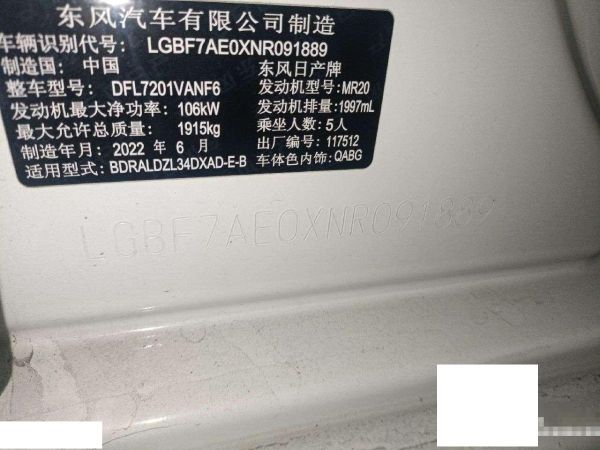 东风汽车有限公司制造
车辆识别代号: LGBF7AE0XNR091889
制造国: 中国 东风日产牌
整车型号: DFL7201VANF6 发动机型号: MR20
发动机最大净功率: 106kW 发动机排量: 1997mL
最大允许总质量: 1915kg 乘坐人数: 5人
制造年月: 2022 年 6 月 出厂编号: 117512
适用型式: BDRALDZL34DXAD-E-B 车体色内饰: QABG
LGBF7AE0XNR091889